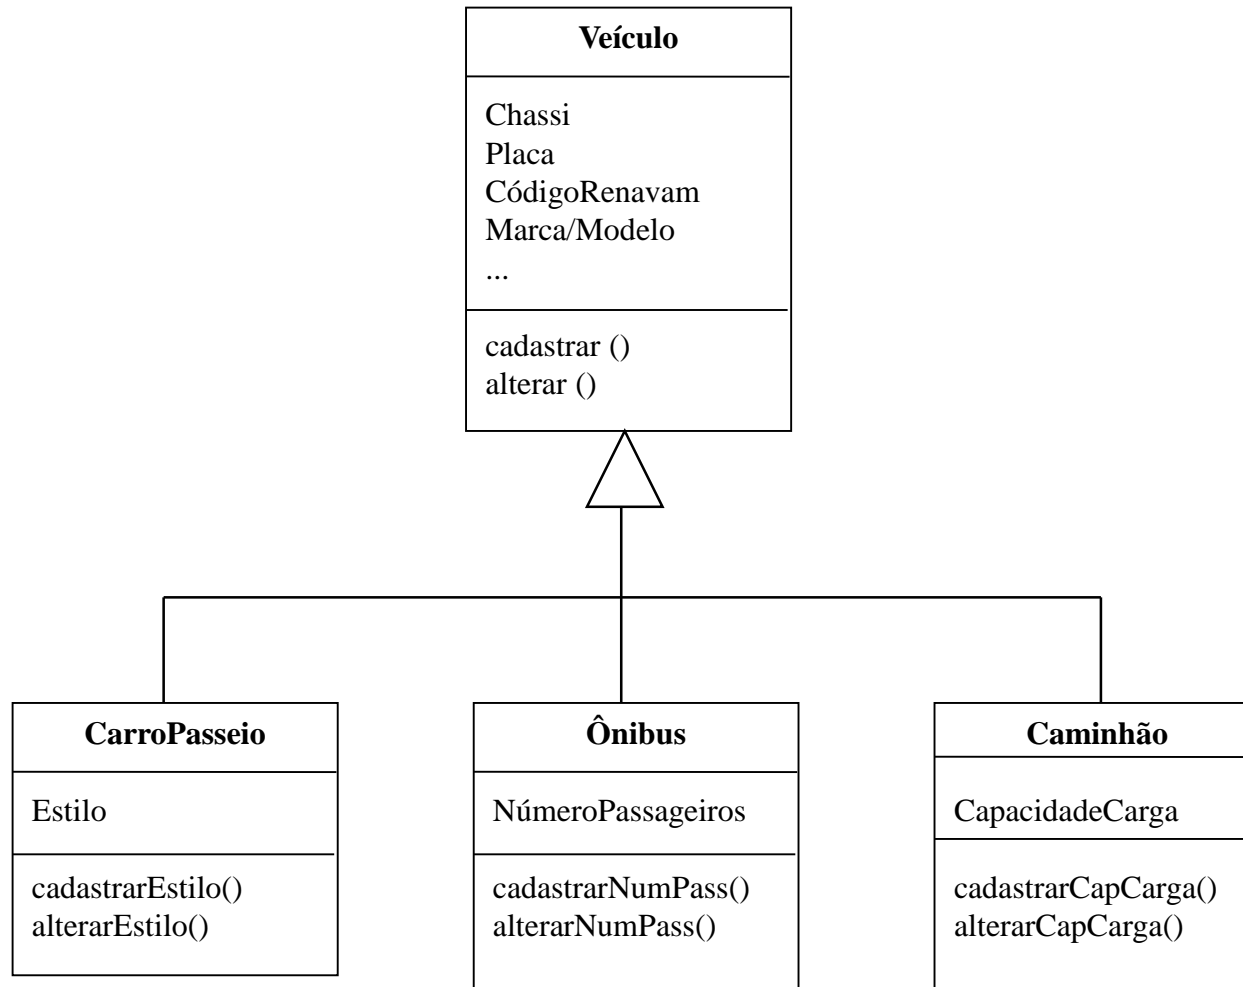 Veículo
Chassi
Placa
CódigoRenavam
Marca/Modelo
...
cadastrar ()
alterar ()
CarroPasseio
Estilo
cadastrarEstilo()
alterarEstilo()
Ônibus
NúmeroPassageiros
cadastrarNumPass()
alterarNumPass()
Caminhão
CapacidadeCarga
cadastrarCapCarga()
alterarCapCarga()